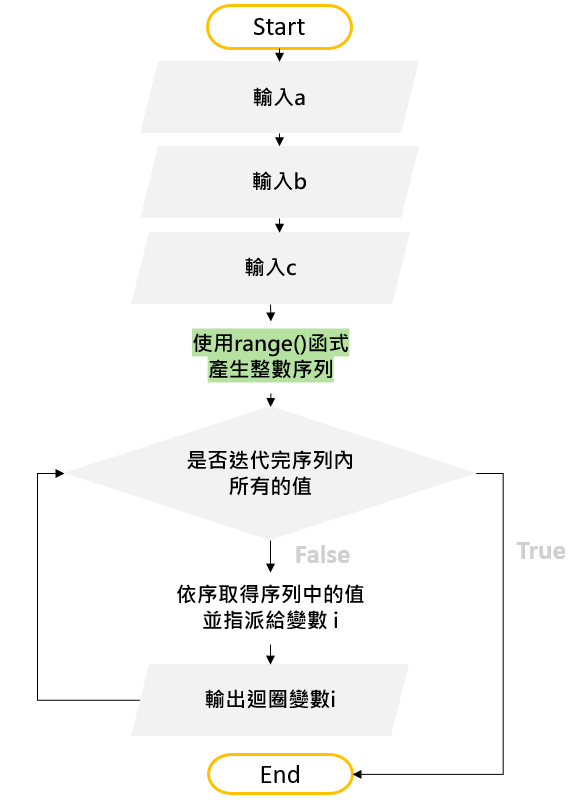 Start
輸入a
輸入b
輸入c
使用range()函式
產生整數序列
是否迭代完序列內
所有的值
False
True
依序取得序列中的值
並指派給變數 i
輸出迴圈變數i
End